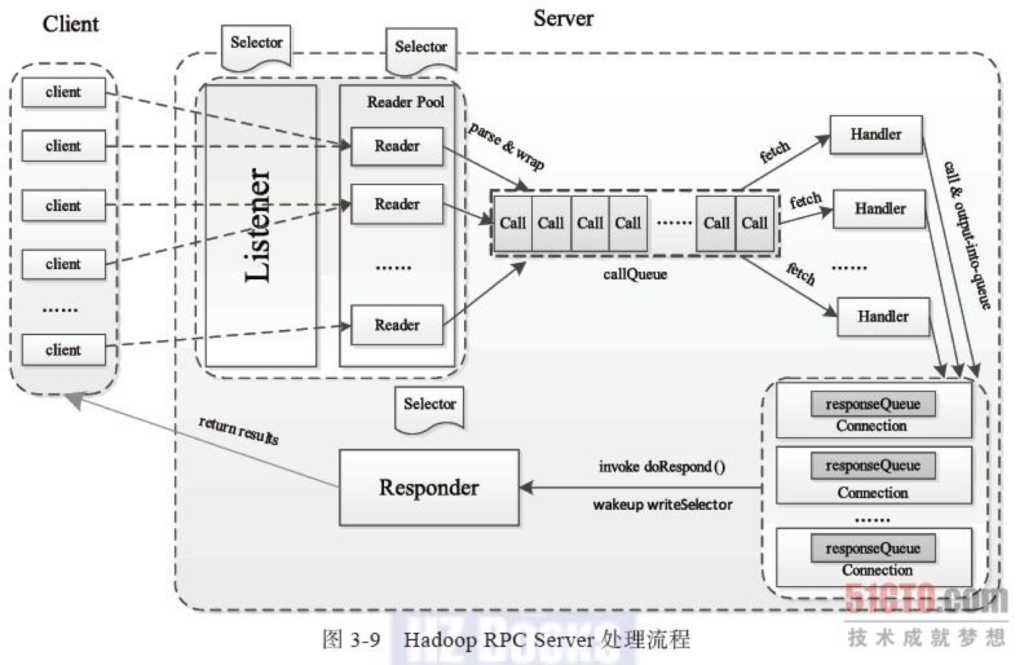 Client
Server
Selector
Selector
client
client
client
client
……
client
Listener
Reader Pool
Reader
Reader
……
Reader
parse & wrap
Call Call Call Call …… Call Call
callQueue
fetch
fetch
fetch
Handler
Handler
……
Handler
call & output-into-queue
Selector
return results
Responder
invoke doRespond()
wakeup writeSelector
responseQueue
Connection
responseQueue
Connection
……
responseQueue
Connection
51CTO.com
技术成就梦想
图 3-9 Hadoop RPC Server 处理流程
HZ Books